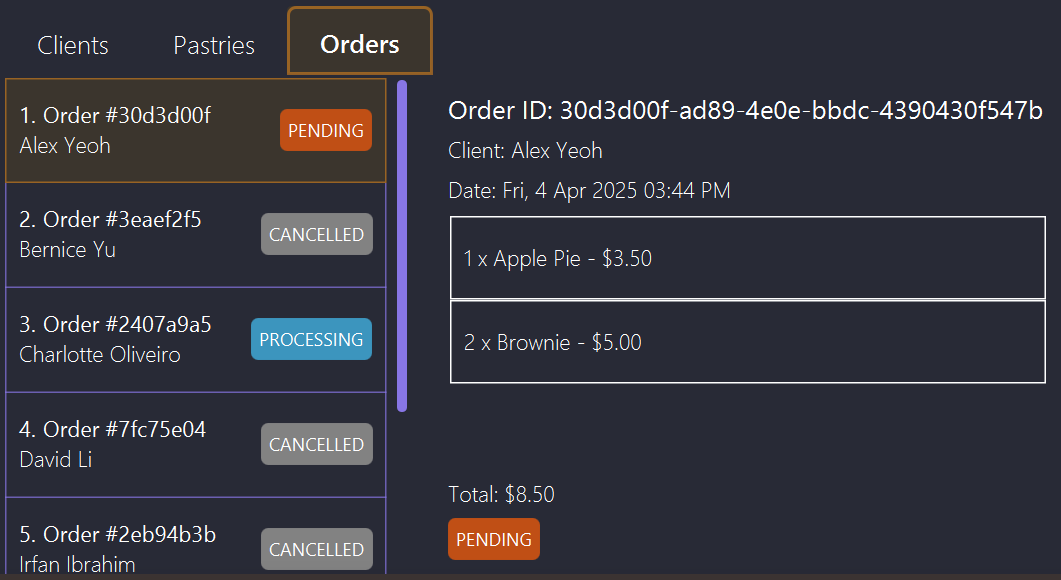 Clients Pastries Orders
1. Order #30d3d00f
Alex Yeoh
PENDING
2. Order #3eaef2f5
Bernice Yu
CANCELLED
3. Order #2407a9a5
Charlotte Oliveiro
PROCESSING
4. Order #7fc75e04
David Li
CANCELLED
5. Order #2eb94b3b
Irfan Ibrahim
CANCELLED
Order ID: 30d3d00f-ad89-4e0e-bbdc-4390430f547b
Client: Alex Yeoh
Date: Fri, 4 Apr 2025 03:44 PM
1 x Apple Pie - $3.50
2 x Brownie - $5.00
Total: $8.50
PENDING